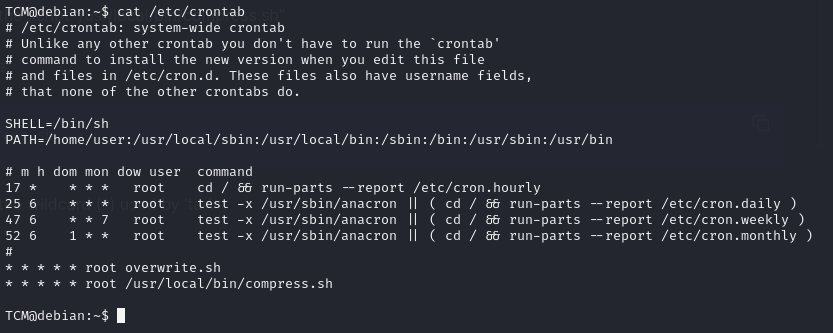 TCM@debian:~$ cat /etc/crontab
# /etc/crontab: system-wide crontab
# Unlike any other crontab you don't have to run the `crontab'
# command to install the new version when you edit this file
# and files in /etc/cron.d. These files also have username fields,
# that none of the other crontabs do.
SHELL=/bin/sh
PATH=/home/user:/usr/local/sbin:/usr/local/bin:/sbin:/bin:/usr/sbin:/usr/bin
# m h dom mon dow user  command
17 *    * * *   root    cd / && run-parts --report /etc/cron.hourly
25 6    * * *   root    test -x /usr/sbin/anacron || ( cd / && run-parts --report /etc/cron.daily )
47 6    * * 7   root    test -x /usr/sbin/anacron || ( cd / && run-parts --report /etc/cron.weekly )
52 6    1 * *   root    test -x /usr/sbin/anacron || ( cd / && run-parts --report /etc/cron.monthly )
#
* * * * * root overwrite.sh
* * * * * root /usr/local/bin/compress.sh
TCM@debian:~$